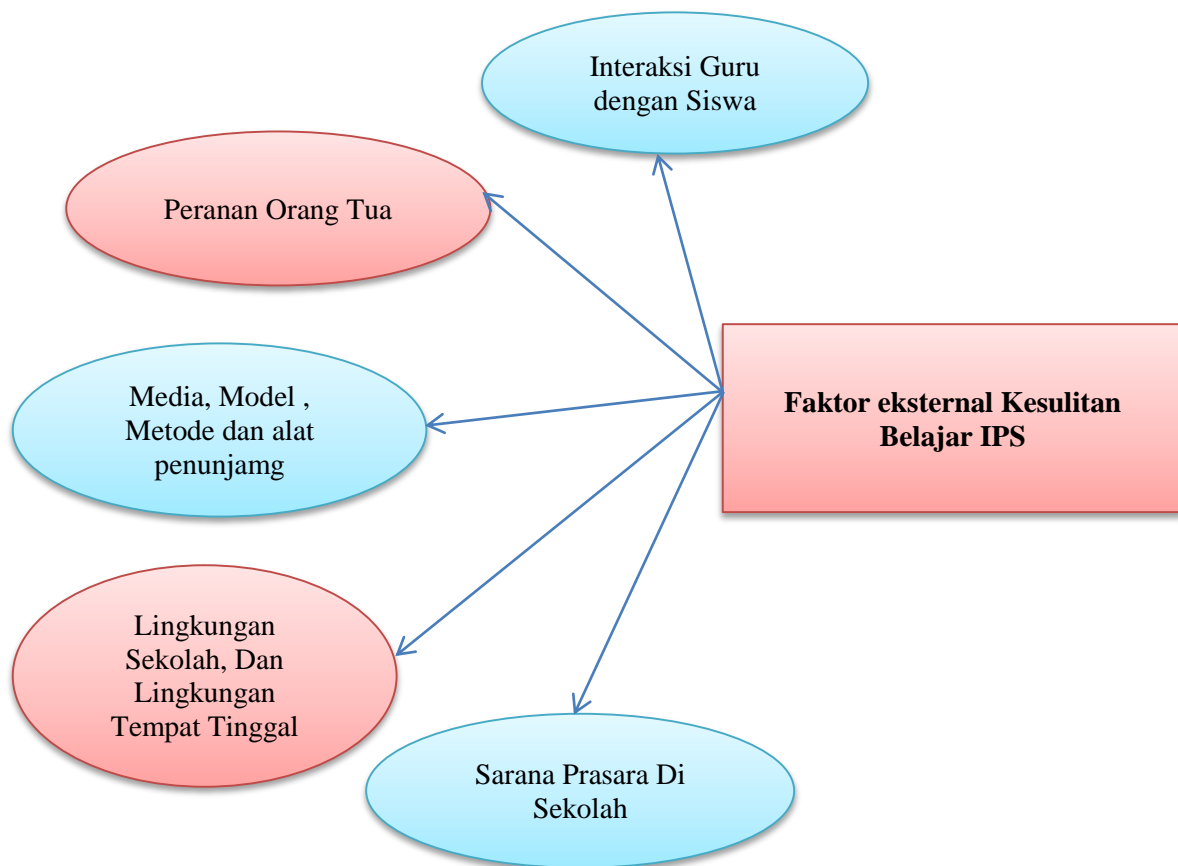 Interaksi Guru
dengan Siswa
Peranan Orang Tua
Media, Model ,
Metode dan alat
penunjamg
Faktor eksternal Kesulitan
Belajar IPS
Lingkungan
Sekolah, Dan
Lingkungan
Tempat Tinggal
Sarana Prasara Di
Sekolah